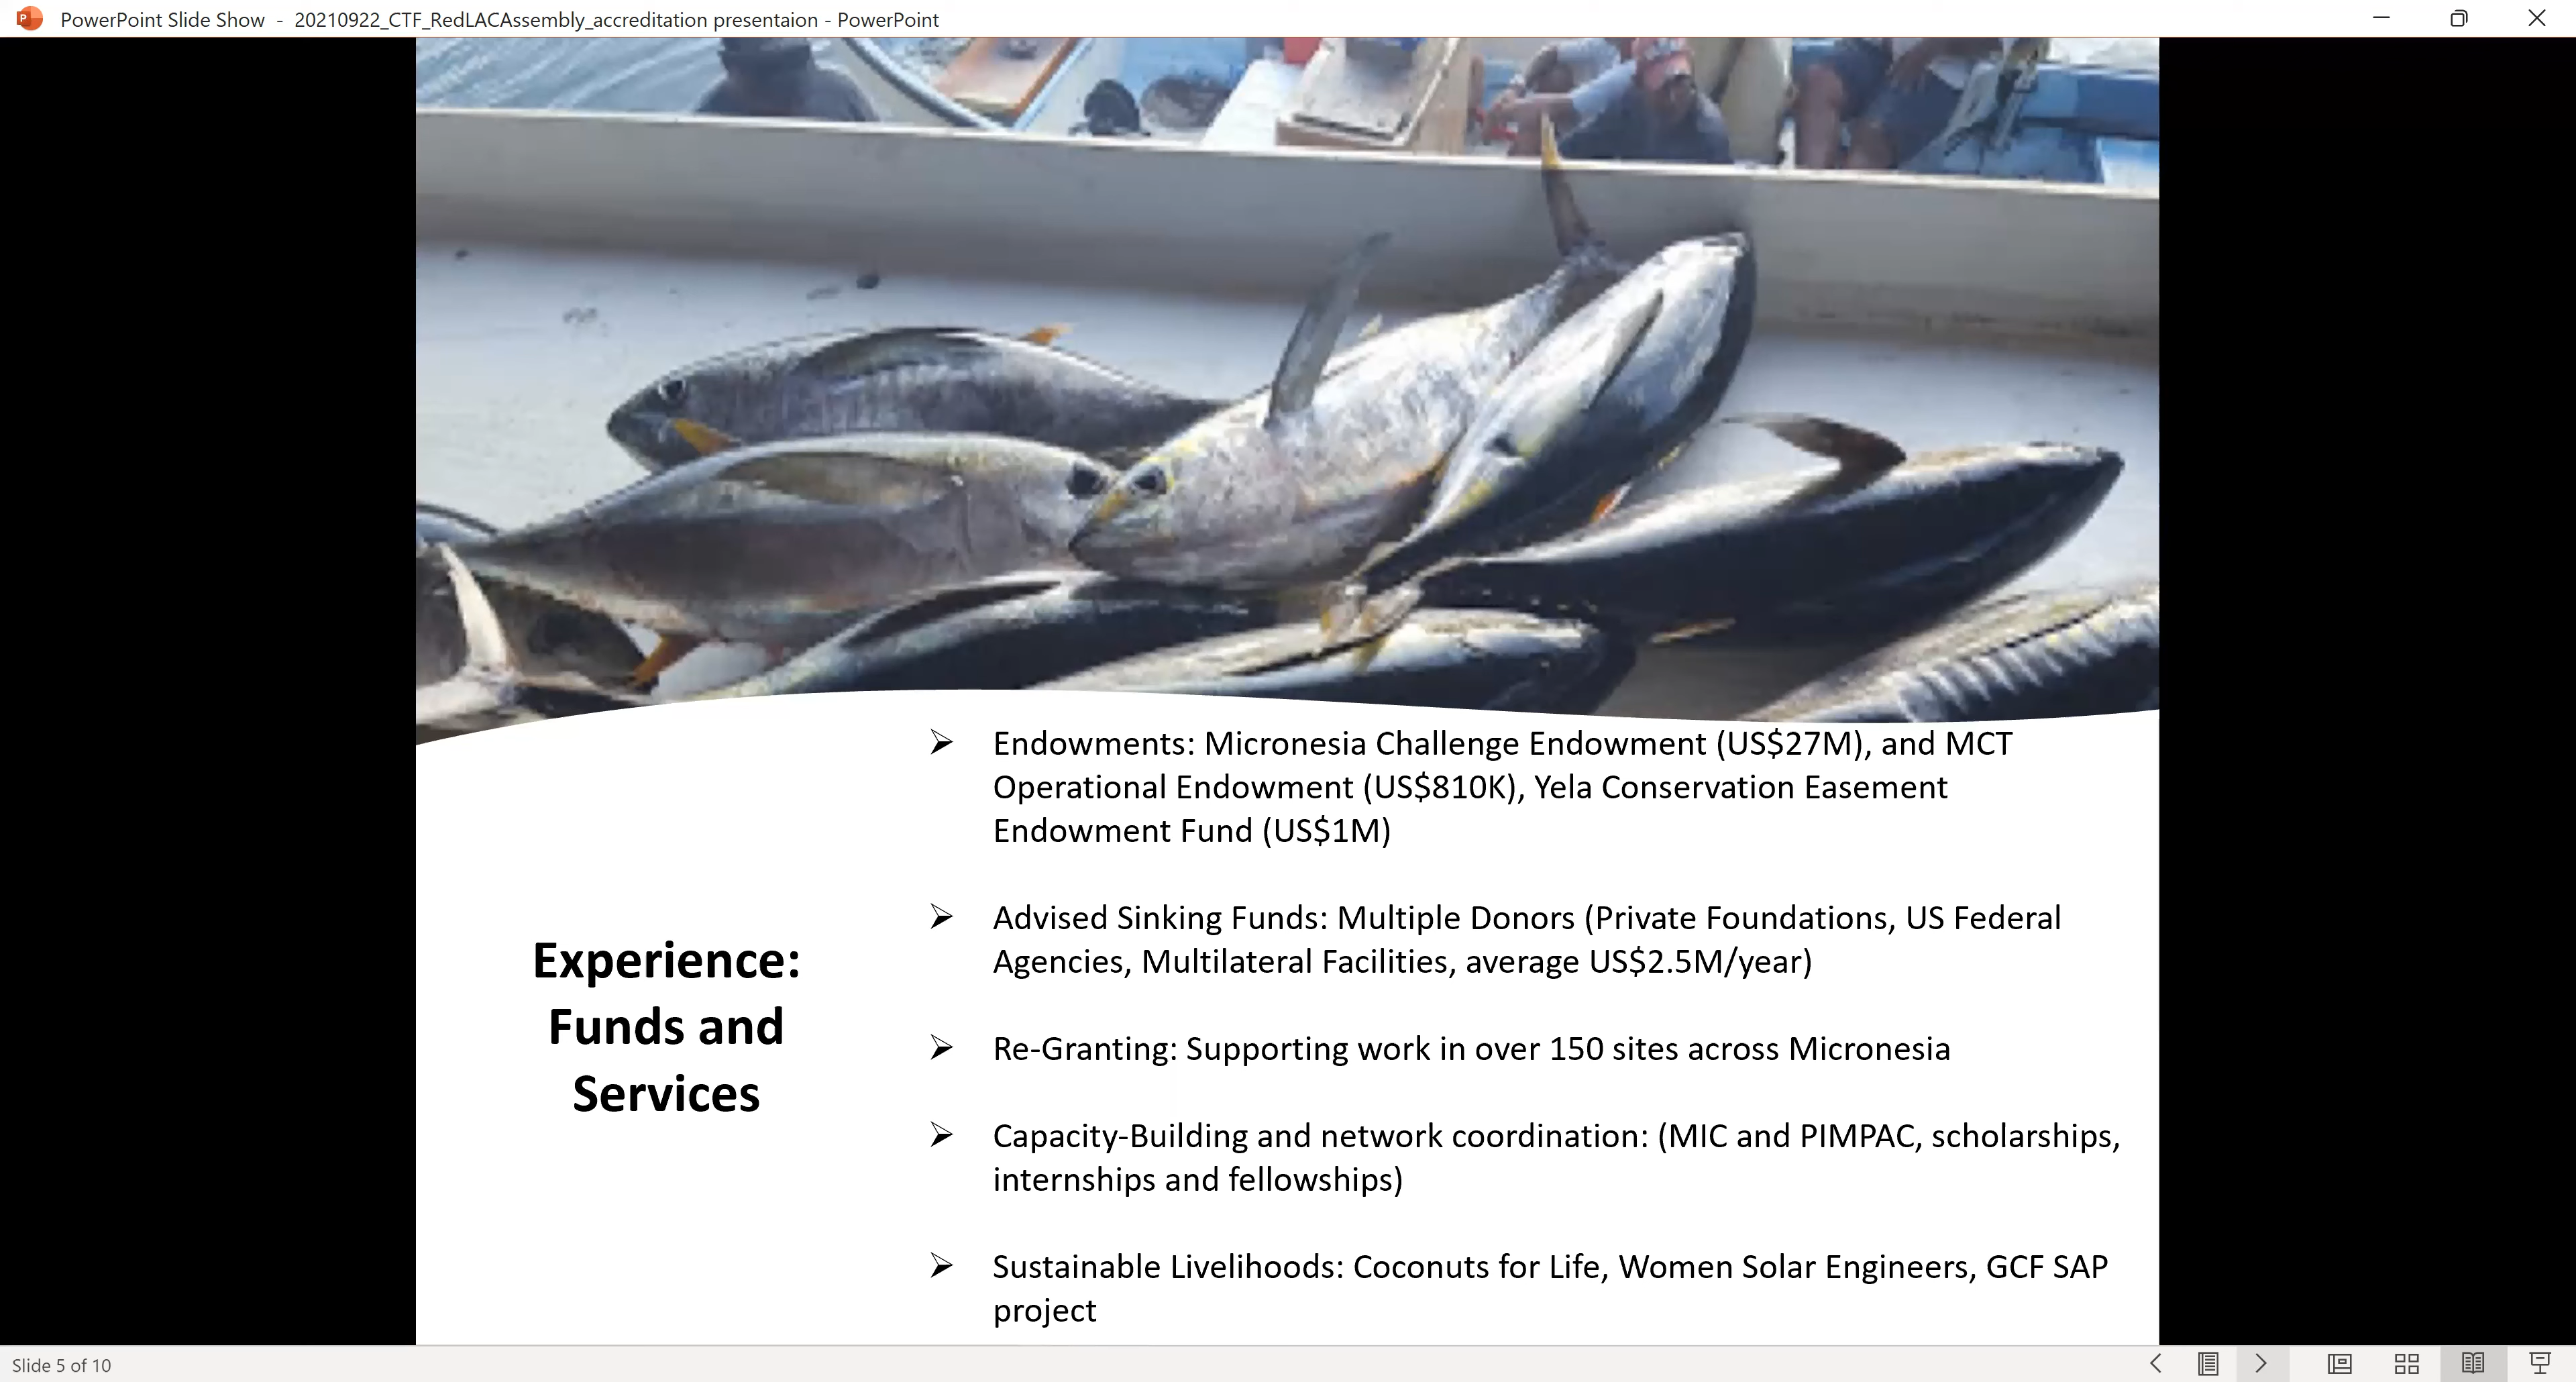 PowerPoint Slide Show - 20210922_CTF_RedLACAssembly_accreditation presentaion - PowerPoint
Experience:
Funds and
Services
➢ Endowments: Micronesia Challenge Endowment (US$27M), and MCT
Operational Endowment (US$810K), Yela Conservation Easement
Endowment Fund (US$1M)
➢ Advised Sinking Funds: Multiple Donors (Private Foundations, US Federal
Agencies, Multilateral Facilities, average US$2.5M/year)
➢ Re-Granting: Supporting work in over 150 sites across Micronesia
➢ Capacity-Building and network coordination: (MIC and PIMPAC, scholarships,
internships and fellowships)
➢ Sustainable Livelihoods: Coconuts for Life, Women Solar Engineers, GCF SAP
project
Slide 5 of 10